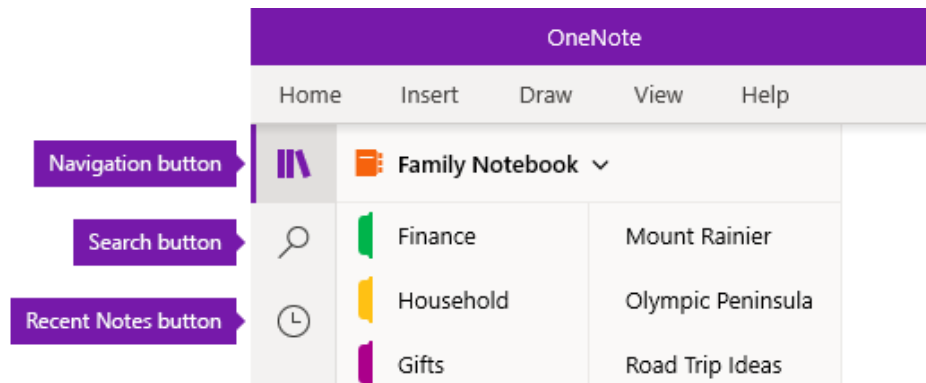 OneNote
Home Insert Draw View Help
Navigation button
Family Notebook
Search button
Finance Mount Rainier
Household Olympic Peninsula
Recent Notes button
Gifts Road Trip Ideas